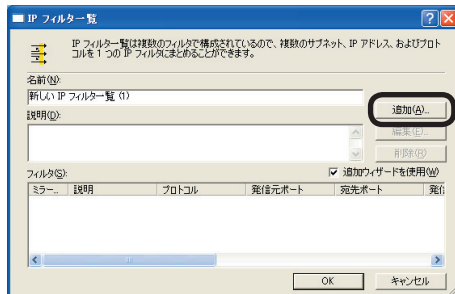 IP フィルター覧
IP フィルター覧は複数のフィルタで構成されているので、複数のサブネット、IP アドレス、およびプロト
コルを 1 つの IP フィルタにまとめることができます。
名前(N):
新しい IP フィルター覧 (1)
追加(A)...
説明(D):
編集(E)...
削除(R)
フィルタ(S):
追加ウィザードを使用(W)
ミラー... 説明 プロトコル 発信元ポート 宛先ポート 発信
OK キャンセル